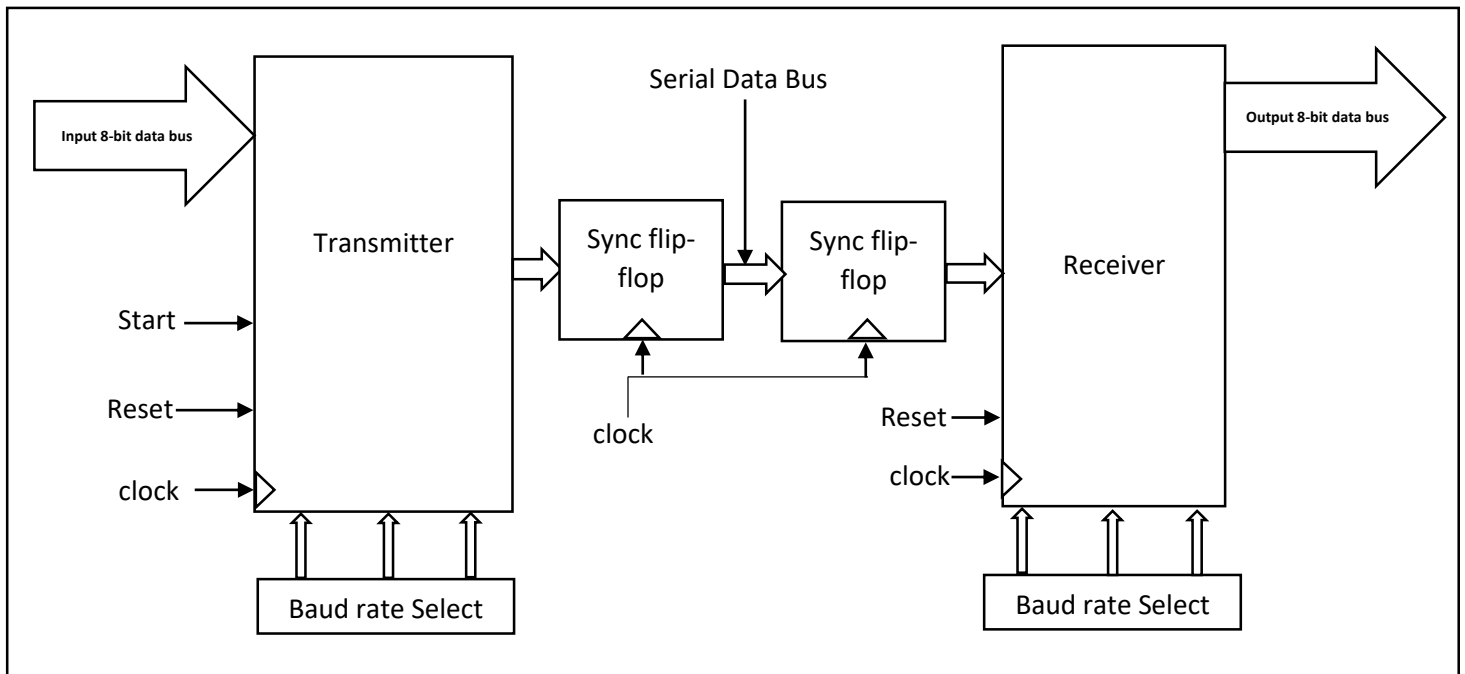 Serial Data Bus
Input 8-bit data bus
Output 8-bit data bus
Transmitter
Sync flip-
flop
Sync flip-
flop
Receiver
Start
Reset
clock
clock
Reset
clock
Baud rate Select
Baud rate Select